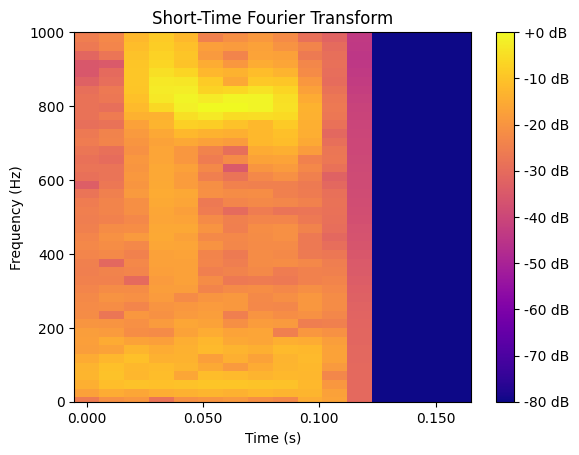 Short-Time Fourier Transform
Frequency (Hz)
1000
800
600
400
200
0
0.000
0.050
0.100
0.150
Time (s)
+0 dB
-10 dB
-20 dB
-30 dB
-40 dB
-50 dB
-60 dB
-70 dB
-80 dB